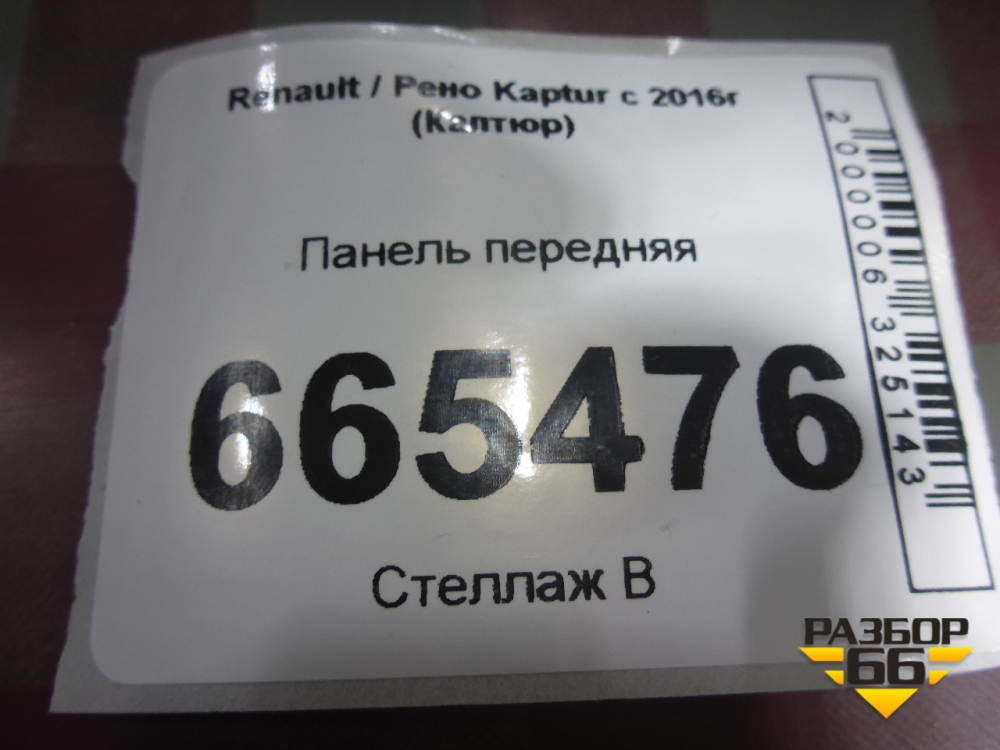 Renault / Рено Kaptur с 2016г
(Каптюр)
Панель передняя
665476
Стеллаж В
2000006325143
РАЗБОР
66